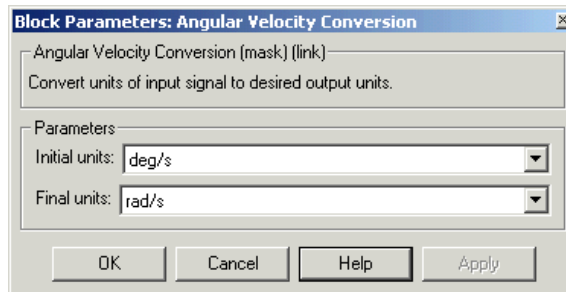 Block Parameters: Angular Velocity Conversion
Angular Velocity Conversion (mask) (link)
Convert units of input signal to desired output units.
Parameters
Initial units: deg/s
Final units: rad/s
OK Cancel Help Apply